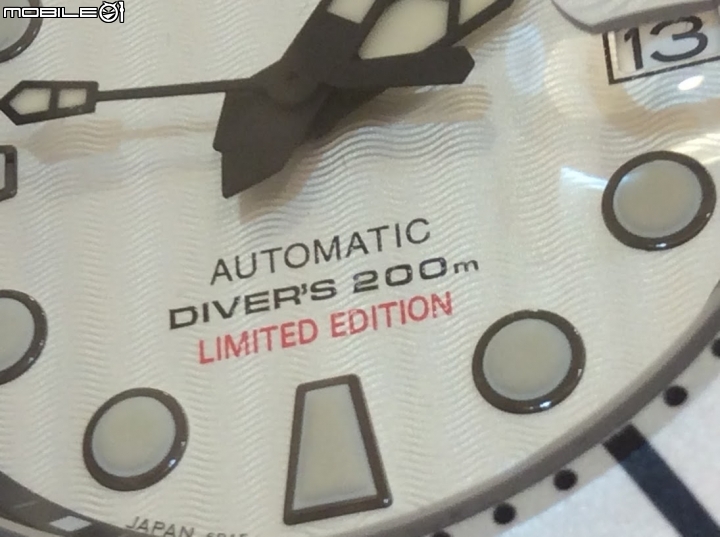 MOBILE01
13
AUTOMATIC
DIVER'S 200m
LIMITED EDITION
JAPAN